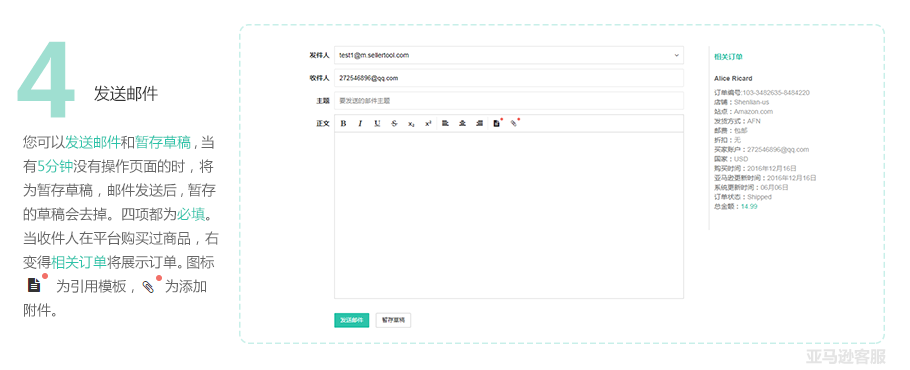 4
发送邮件
您可以发送邮件和暂存草稿，当
有5分钟没有操作页面的时，将
为暂存草稿，邮件发送后，暂存
的草稿会去掉。四项都为必填。
当收件人在平台购买过商品，右
变得相关订单将展示订单。图标
为引用模板，为添加
附件。
发件人 test1@m.sellertool.com
收件人 272546896@qq.com
主题 要发送的邮件主题
正文 B I U S x₂ x²
发送邮件 暂存草稿
相关订单
Alice Ricard
订单编号:103-3482635-8484220
店铺：Shenlian-us
站点：Amazon.com
发货方式：AFN
邮费：包邮
折扣：无
买家账户：272546896@qq.com
国家：USD
购买时间：2016年12月16日
亚马逊更新时间：2016年12月16日
系统更新时间：06月06日
订单状态：Shipped
总金额：14.99
亚马逊客服